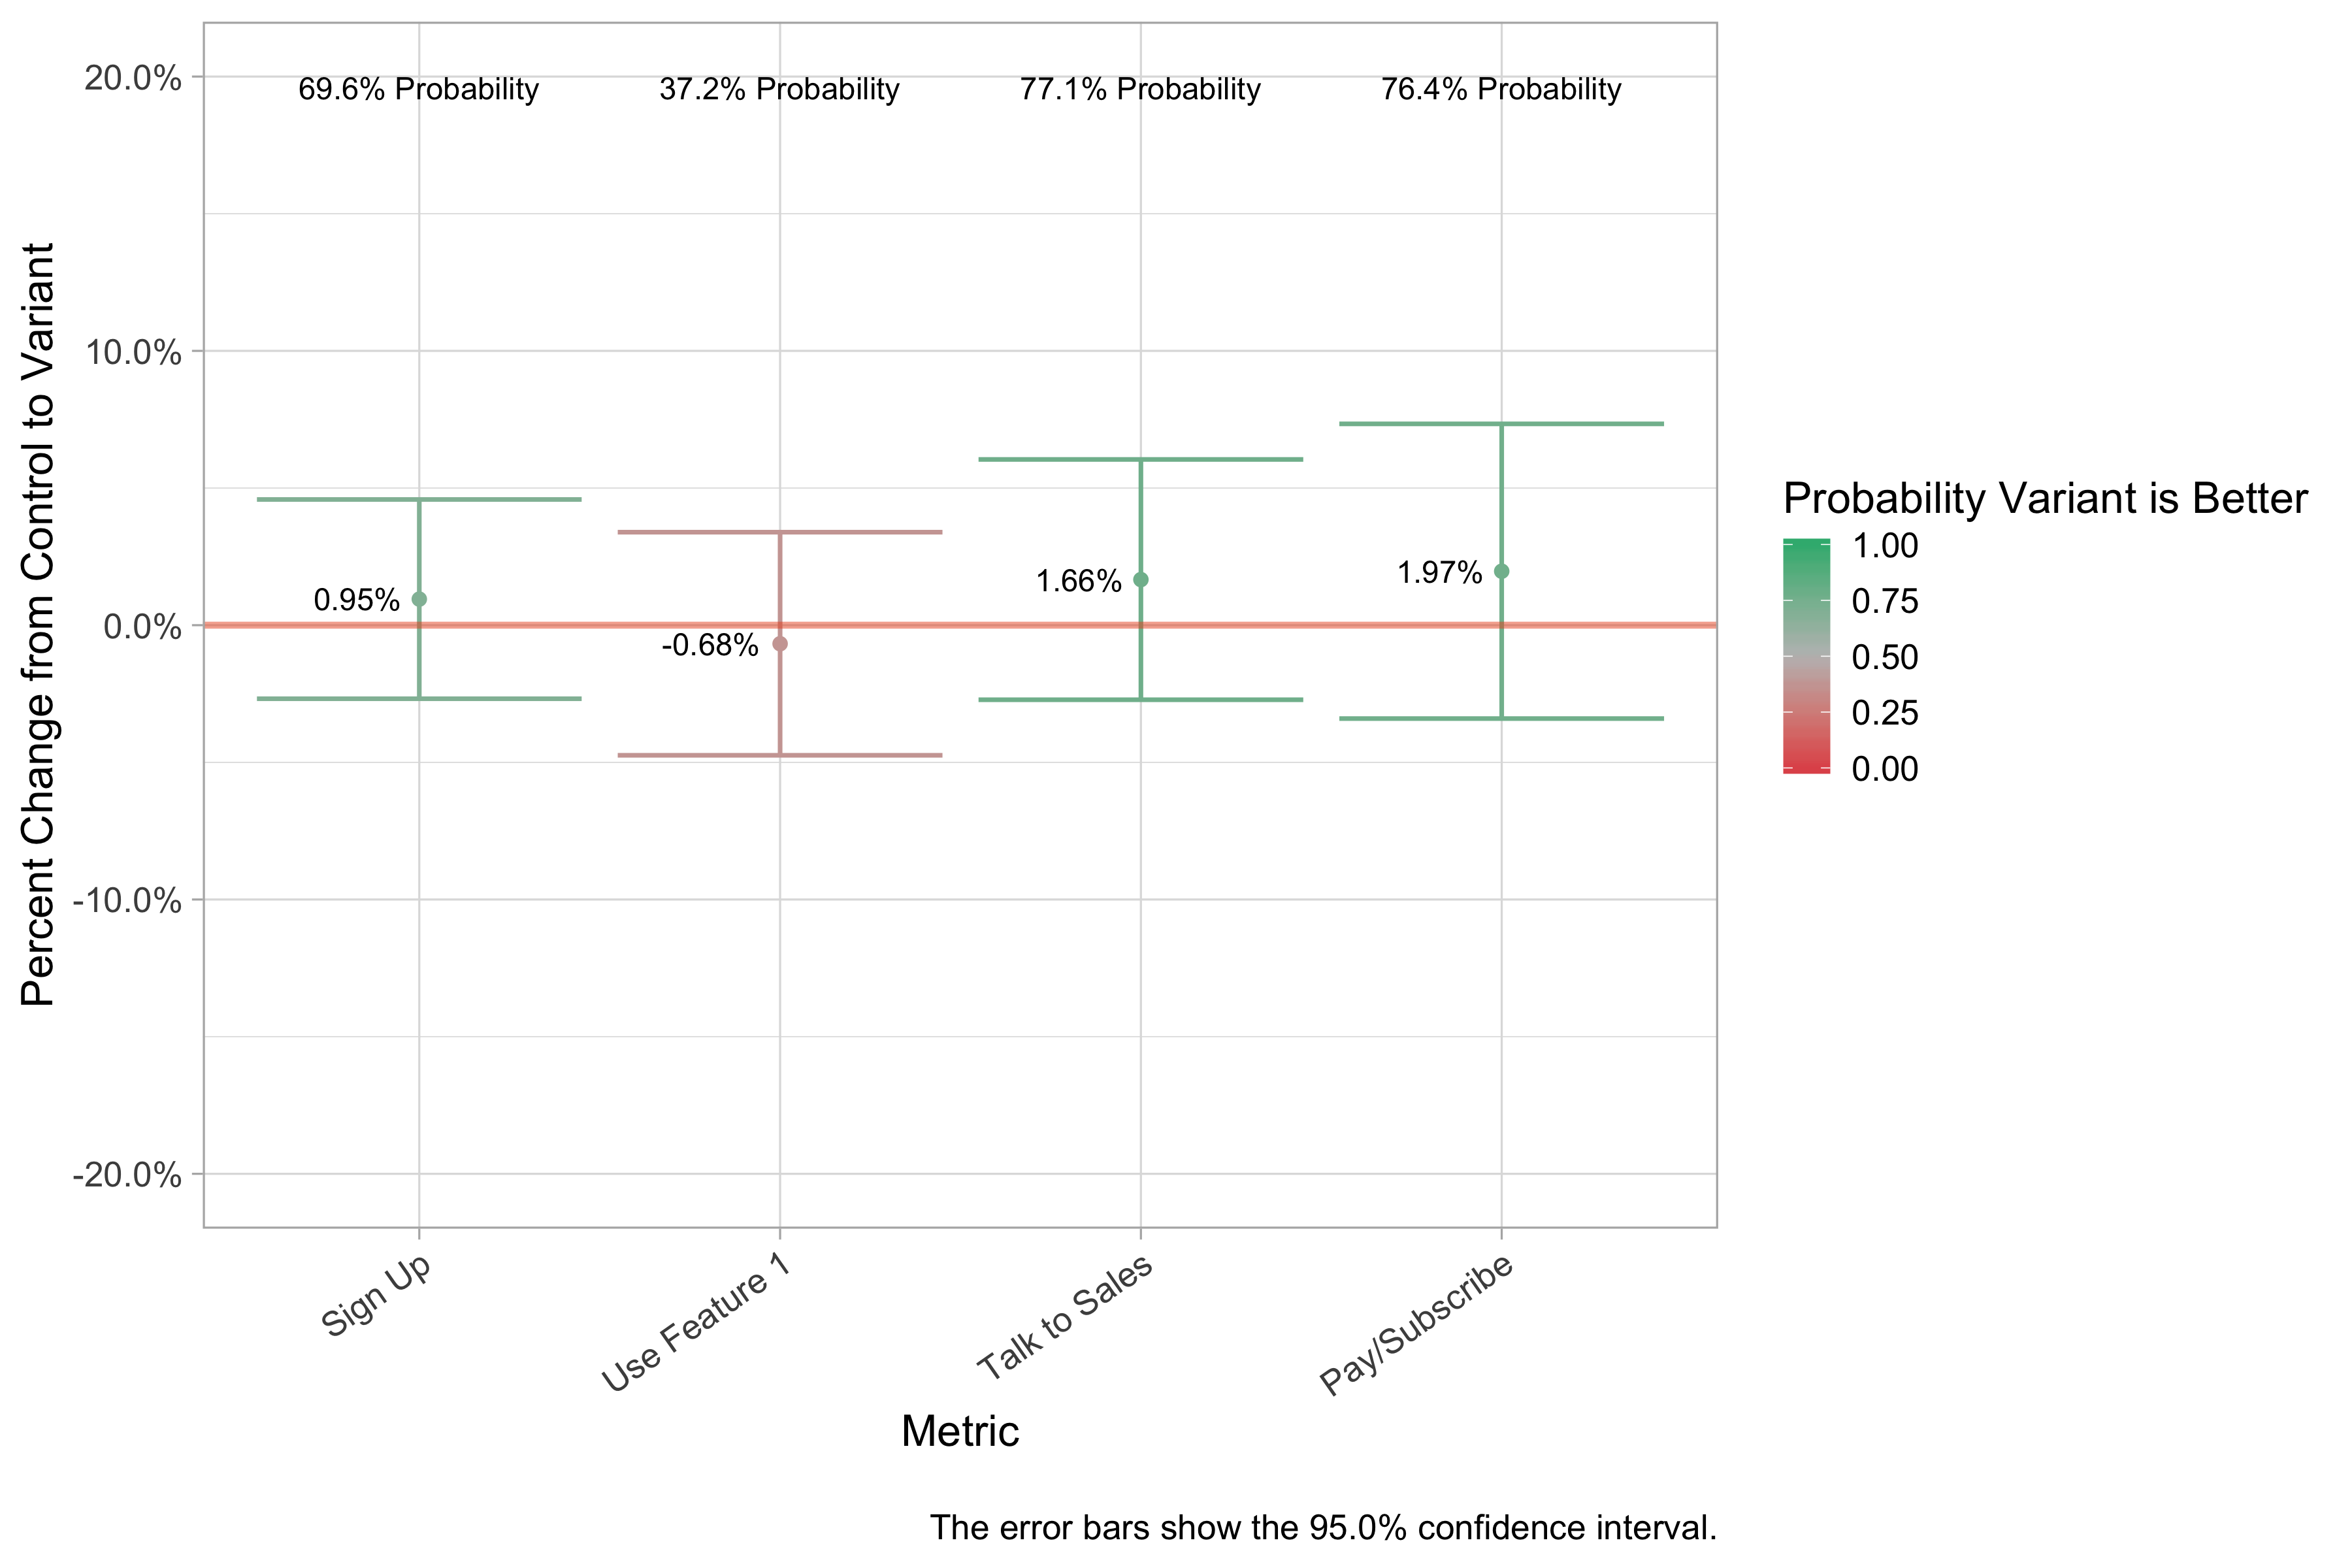 Percent Change from Control to Variant
20.0%
10.0%
0.0%
-10.0%
-20.0%
69.6% Probability
37.2% Probability
77.1% Probability
76.4% Probability
0.95%
-0.68%
1.66%
1.97%
Sign Up
Use Feature 1
Talk to Sales
Pay/Subscribe
Metric
Probability Variant is Better
1.00
0.75
0.50
0.25
0.00
The error bars show the 95.0% confidence interval.